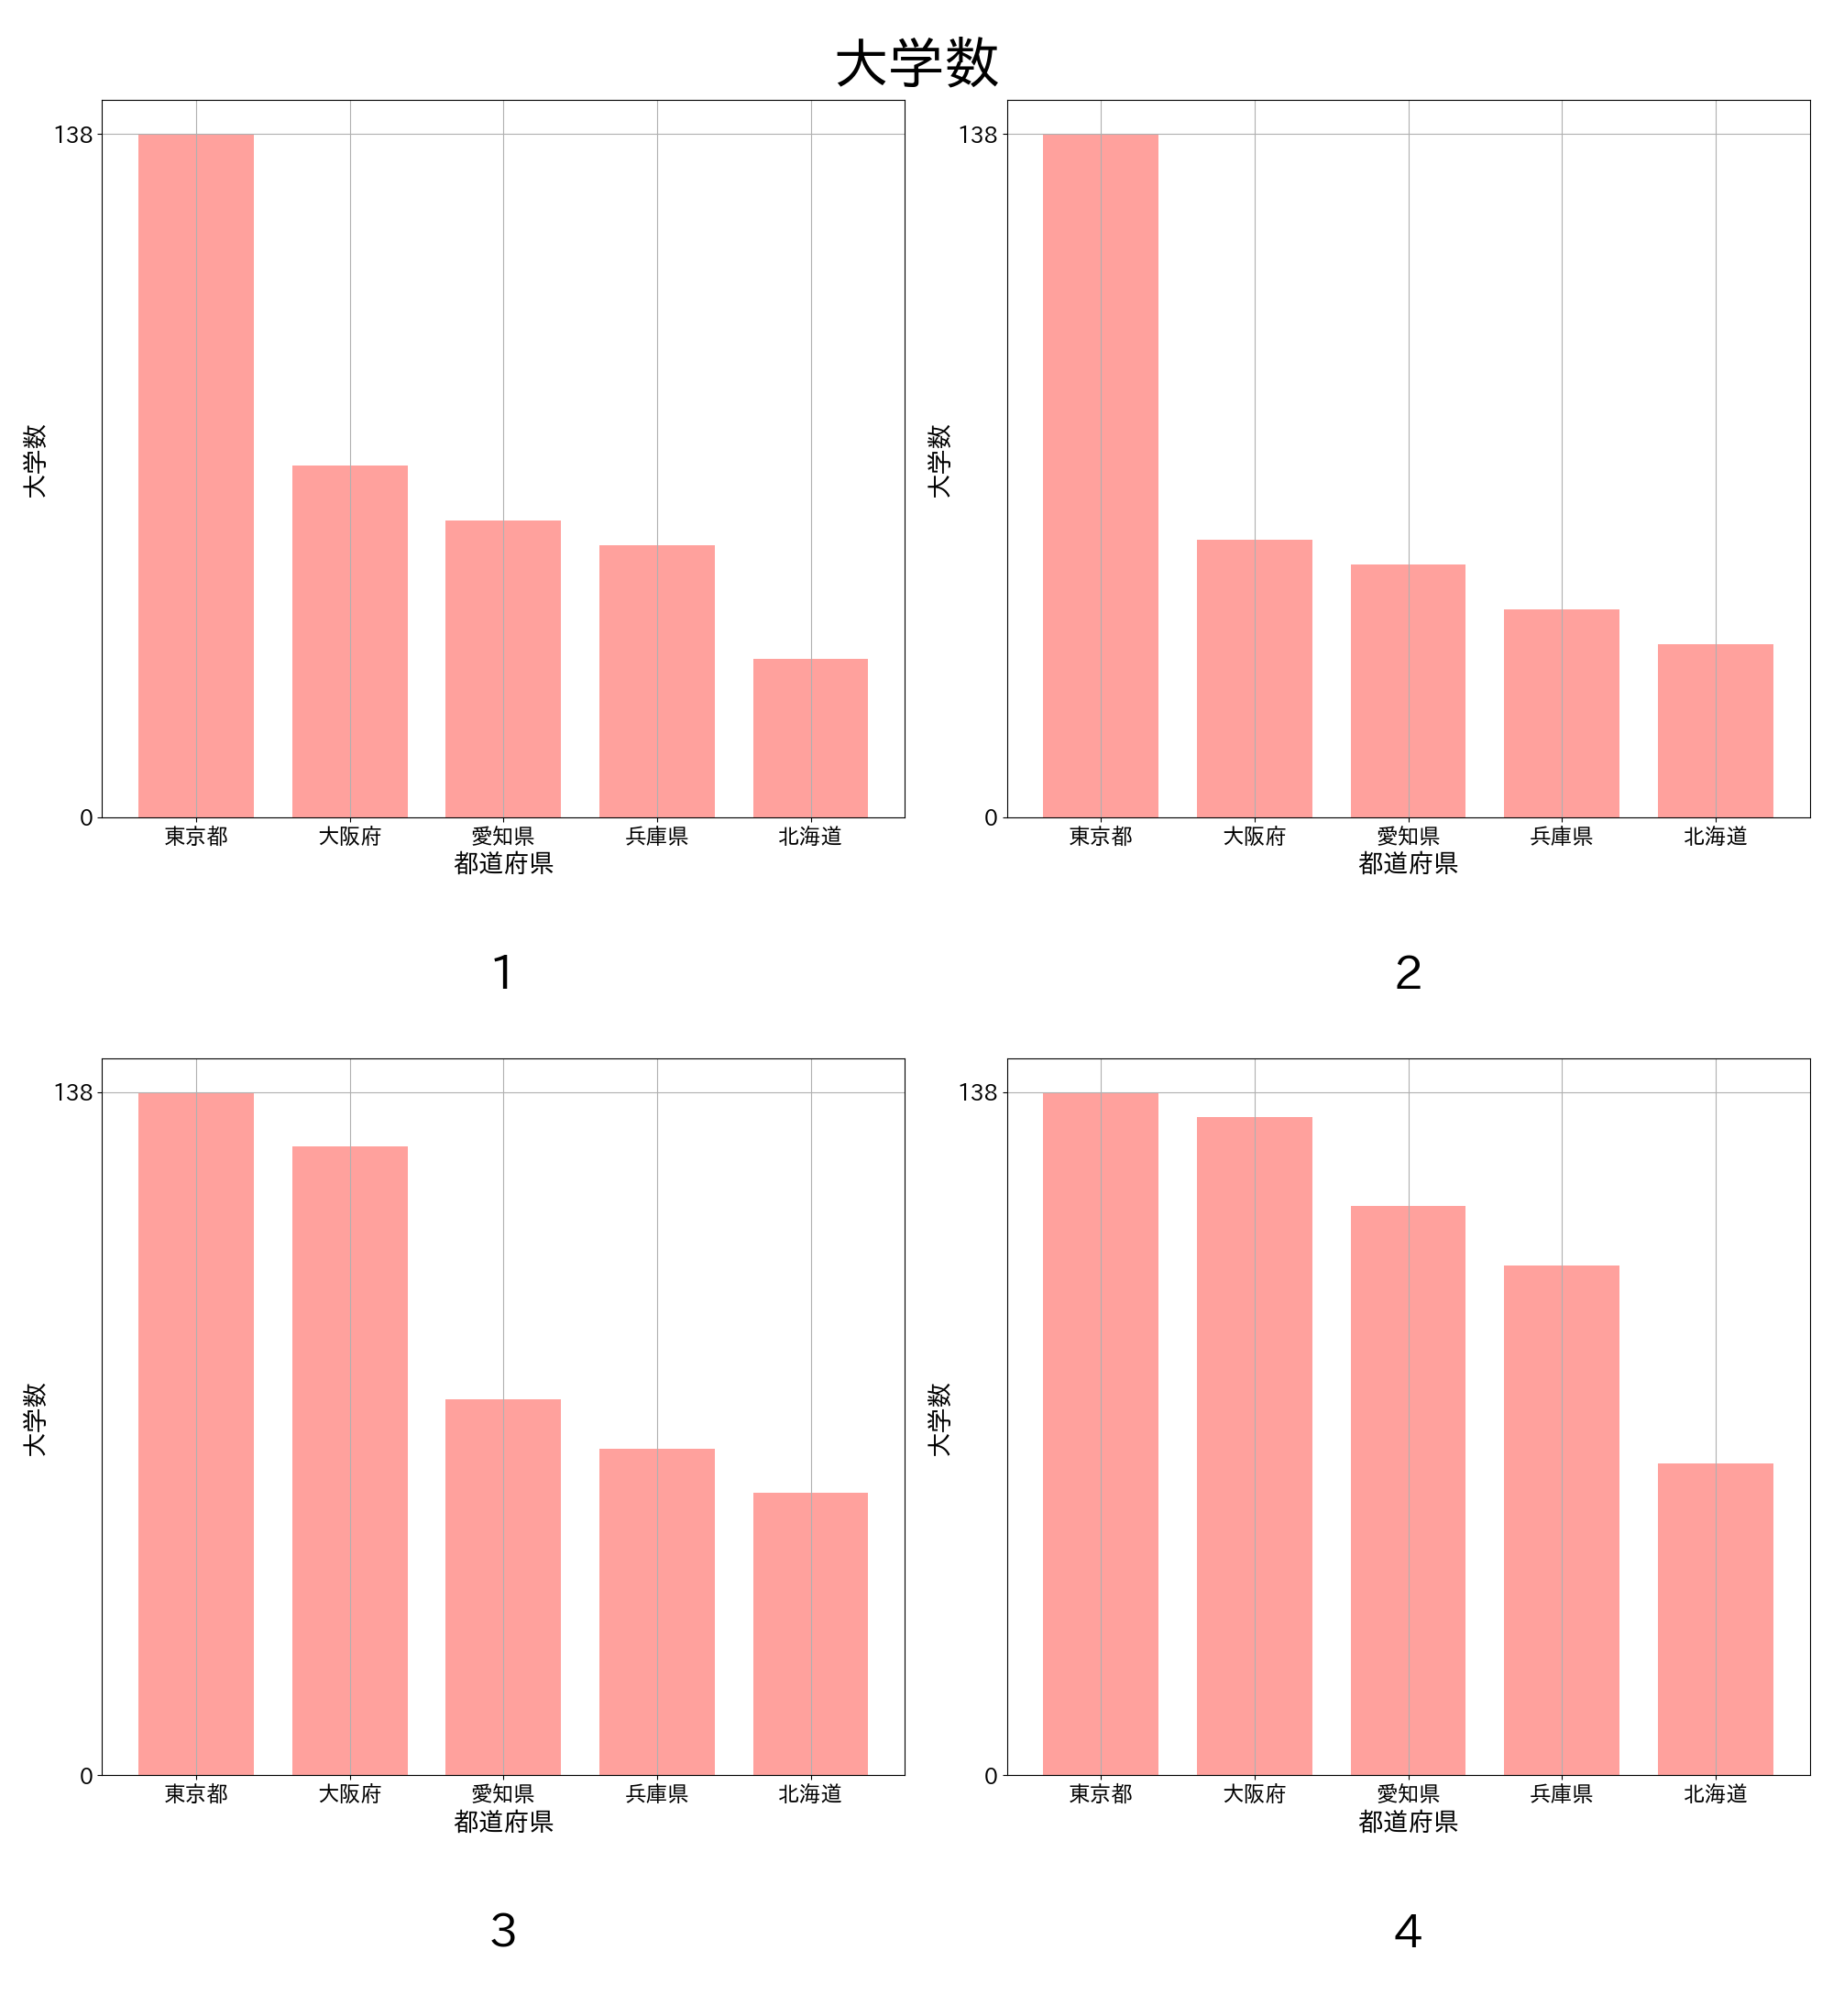 大学数
138
0
大学数
東京都 大阪府 愛知県 兵庫県 北海道
都道府県
1
138
0
大学数
東京都 大阪府 愛知県 兵庫県 北海道
都道府県
2
138
0
大学数
東京都 大阪府 愛知県 兵庫県 北海道
都道府県
3
138
0
大学数
東京都 大阪府 愛知県 兵庫県 北海道
都道府県
4